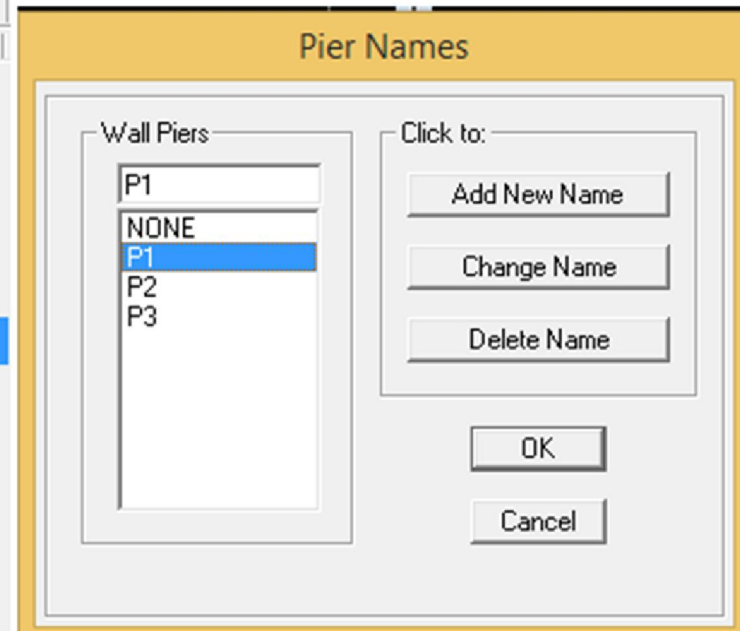 Pier Names
Wall Piers
P1
NONE
P1
P2
P3
Click to:
Add New Name
Change Name
Delete Name
OK
Cancel